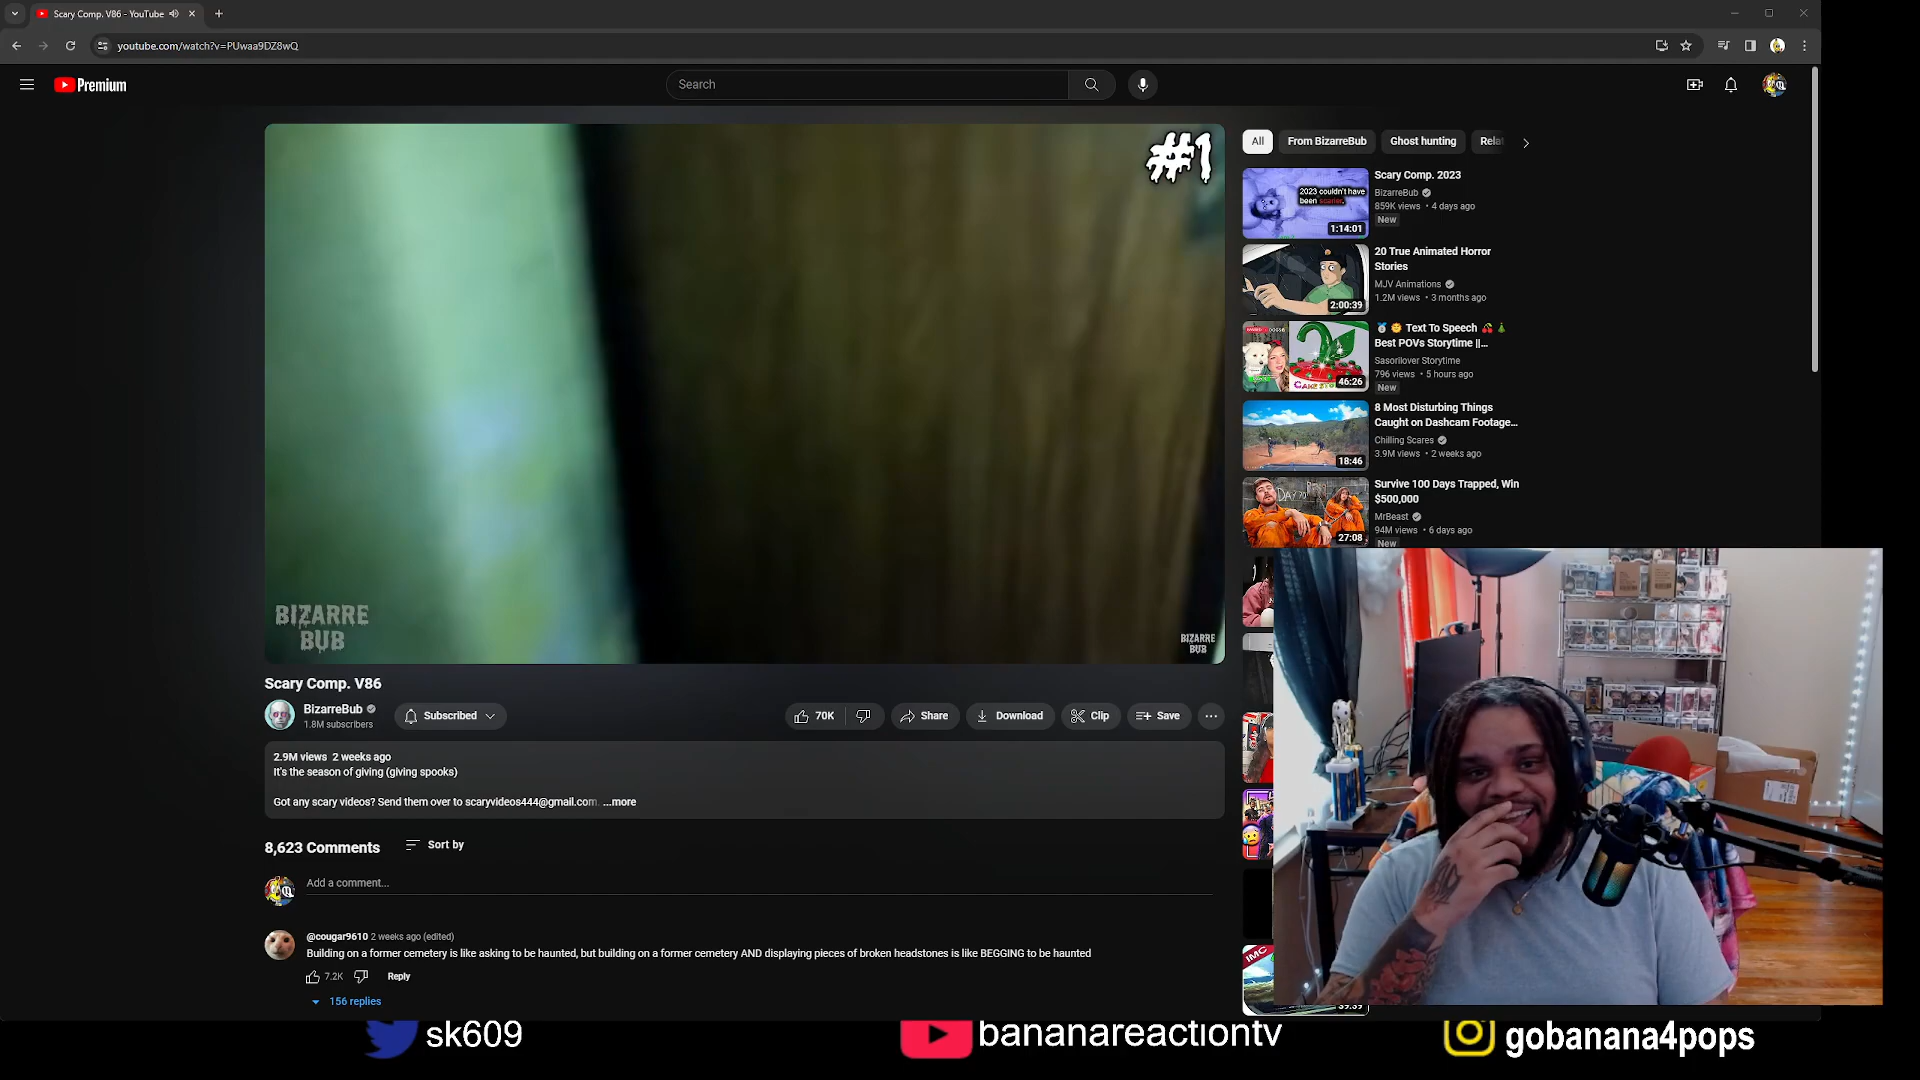 Scary Comp. V86 - YouTube
youtube.com/watch?v=PUwaa9DZ8wQ
Premium
Search
#1
BIZARRE
BUB
BIZARRE
BUB
Scary Comp. V86
BizarreBub
1.8M subscribers
Subscribed
70K
Share
Download
Clip
Save
2.9M views 2 weeks ago
It's the season of giving (giving spooks)
Got any scary videos? Send them over to scaryvideos444@gmail.com. ...more
8,623 Comments
Sort by
Add a comment...
@cougar9610 2 weeks ago (edited)
Building on a former cemetery is like asking to be haunted, but building on a former cemetery AND displaying pieces of broken headstones is like BEGGING to be haunted
7.2K
Reply
156 replies
All
From BizarreBub
Ghost hunting
Rela
2023 couldn't have
been scarier.
1:14:01
Scary Comp. 2023
BizarreBub
859K views • 4 days ago
New
2:00:39
20 True Animated Horror
Stories
MJV Animations
1.2M views • 3 months ago
46:26
Text To Speech
Best POVs Storytime ||...
Sasorilover Storytime
796 views • 5 hours ago
New
18:46
8 Most Disturbing Things
Caught on Dashcam Footage...
Chilling Scares
3.9M views • 2 weeks ago
27:08
Survive 100 Days Trapped, Win
$500,000
MrBeast
94M views • 6 days ago
New
IMC
sk609
bananareactiontv
gobanana4pops